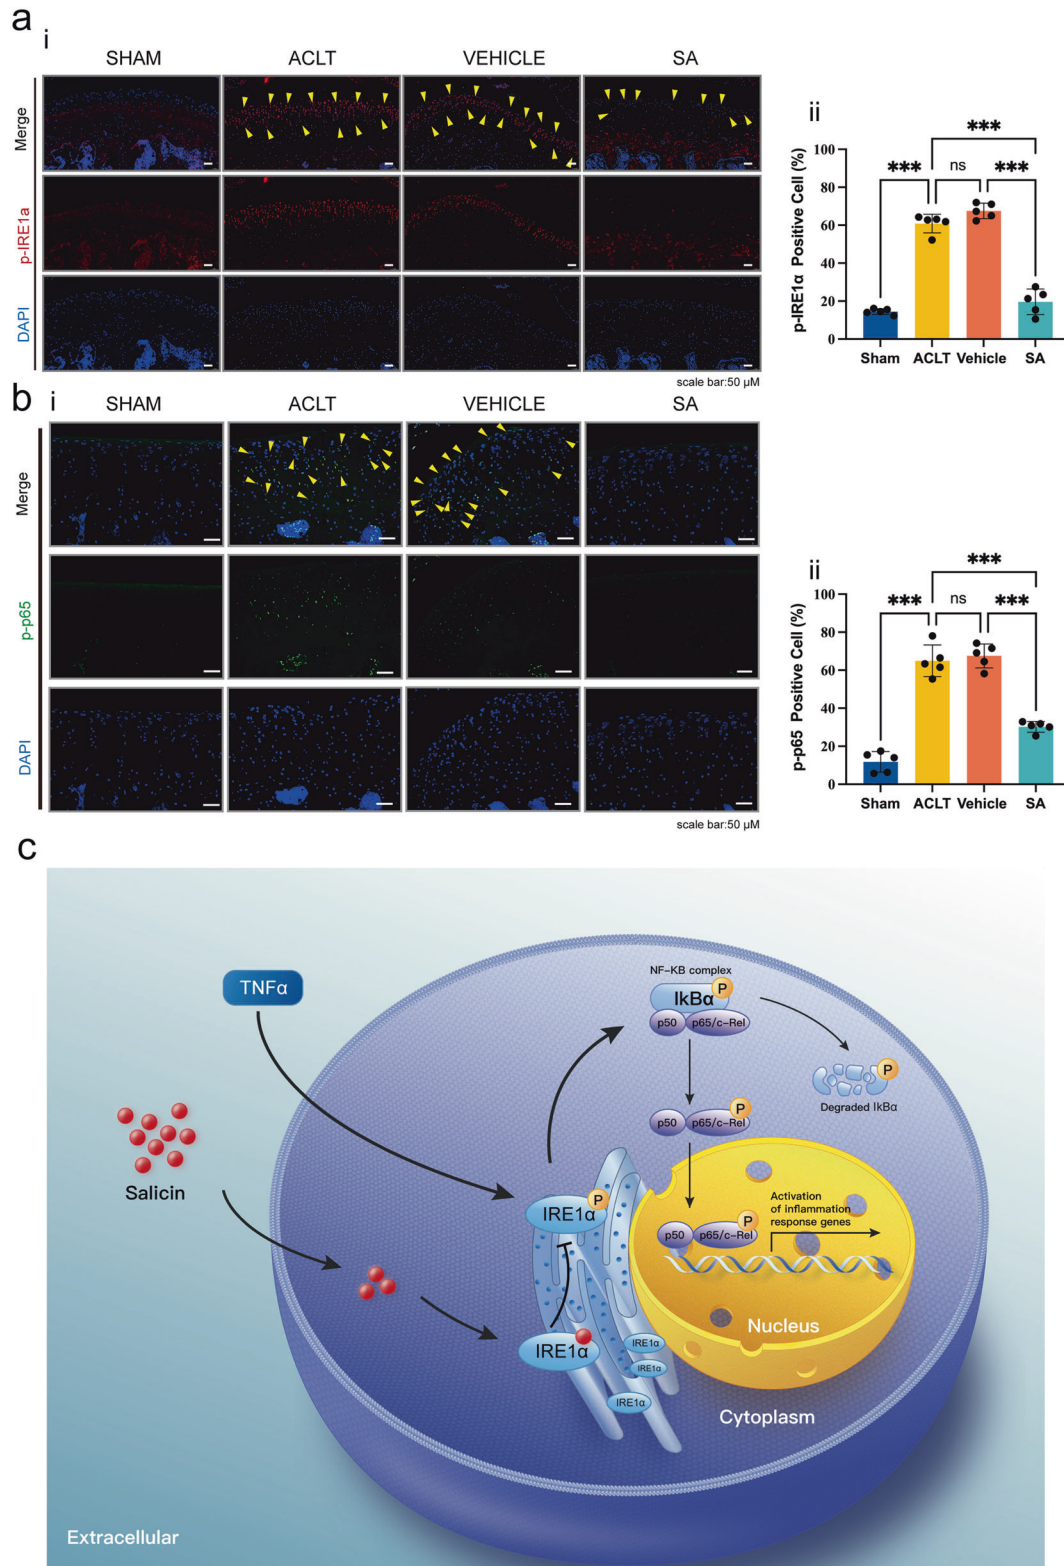 a
i
SHAM
ACLT
VEHICLE
SA
Merge
p-IRE1a
DAPI
scale bar:50 µM
ii
p-IRE1α Positive Cell (%)
100
80
60
40
20
0
***
***
ns
***
Sham
ACLT
Vehicle
SA
b
i
SHAM
ACLT
VEHICLE
SA
Merge
p-p65
DAPI
scale bar:50 µM
ii
p-p65 Positive Cell (%)
100
80
60
40
20
0
***
***
ns
***
Sham
ACLT
Vehicle
SA
c
TNFα
Salicin
NF-KB complex
IkBα
P
p50
p65/c-Rel
P
Degraded IkBα
p50
p65/c-Rel
P
IRE1α
P
p50
p65/c-Rel
P
Activation
of inflammation
response genes
Nucleus
IRE1α
IRE1α
IRE1α
IRE1α
Cytoplasm
Extracellular